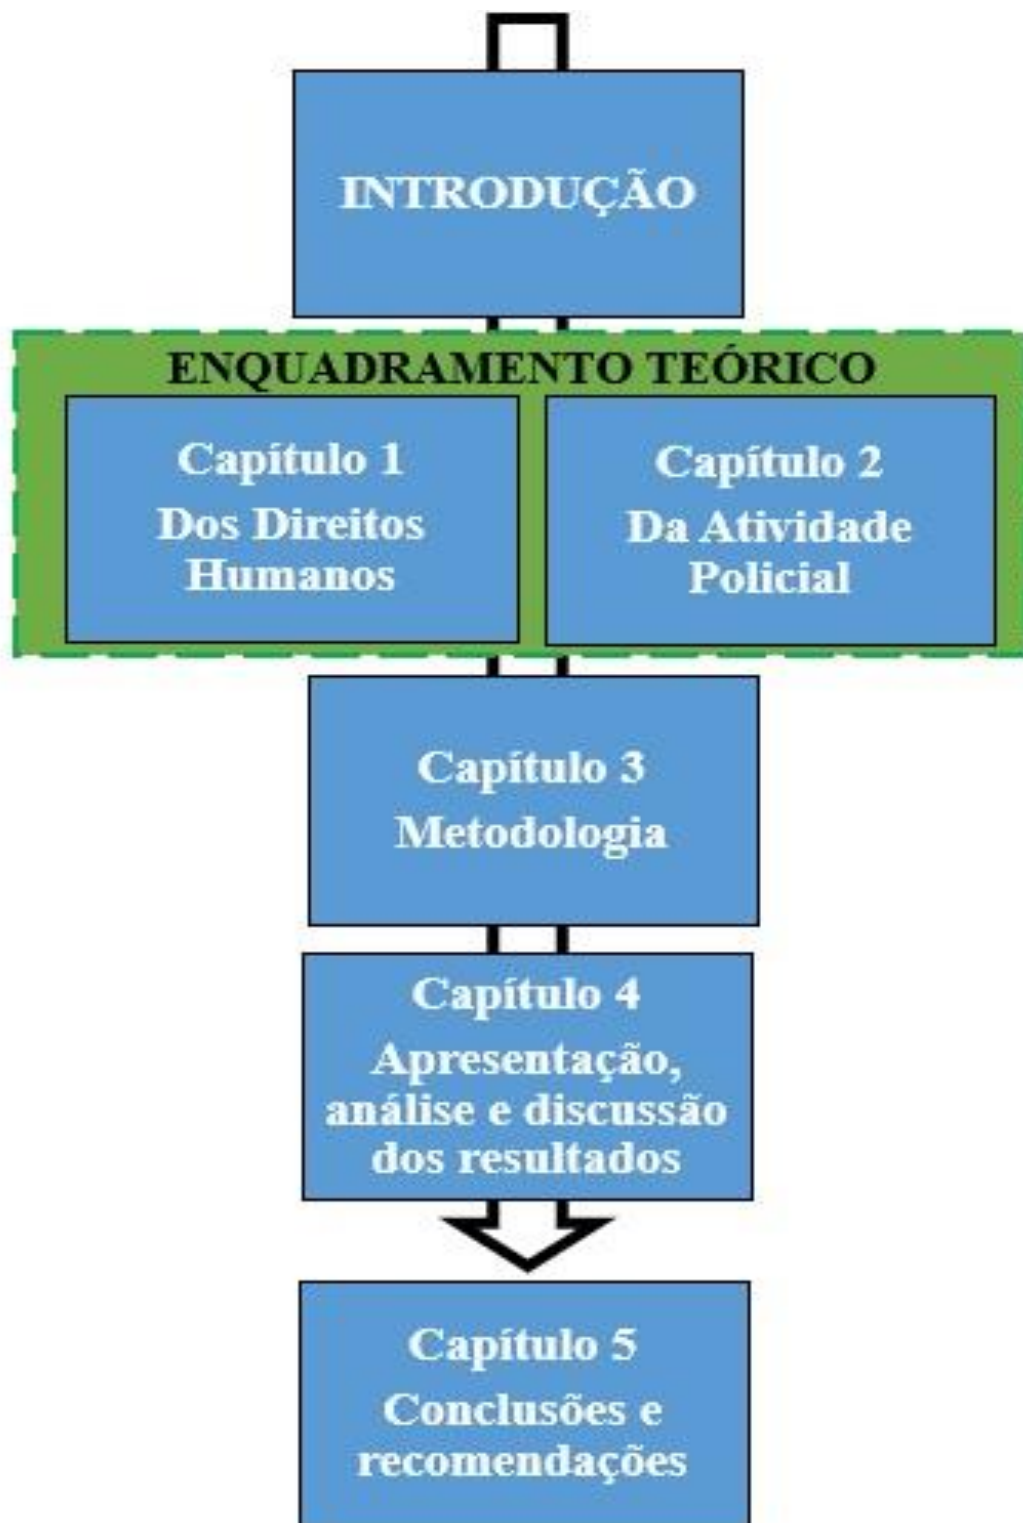 INTRODUÇÃO
ENQUADRAMENTO TEÓRICO
Capítulo 1
Dos Direitos
Humanos
Capítulo 2
Da Atividade
Policial
Capítulo 3
Metodologia
Capítulo 4
Apresentação,
análise e discussão
dos resultados
Capítulo 5
Conclusões e
recomendações